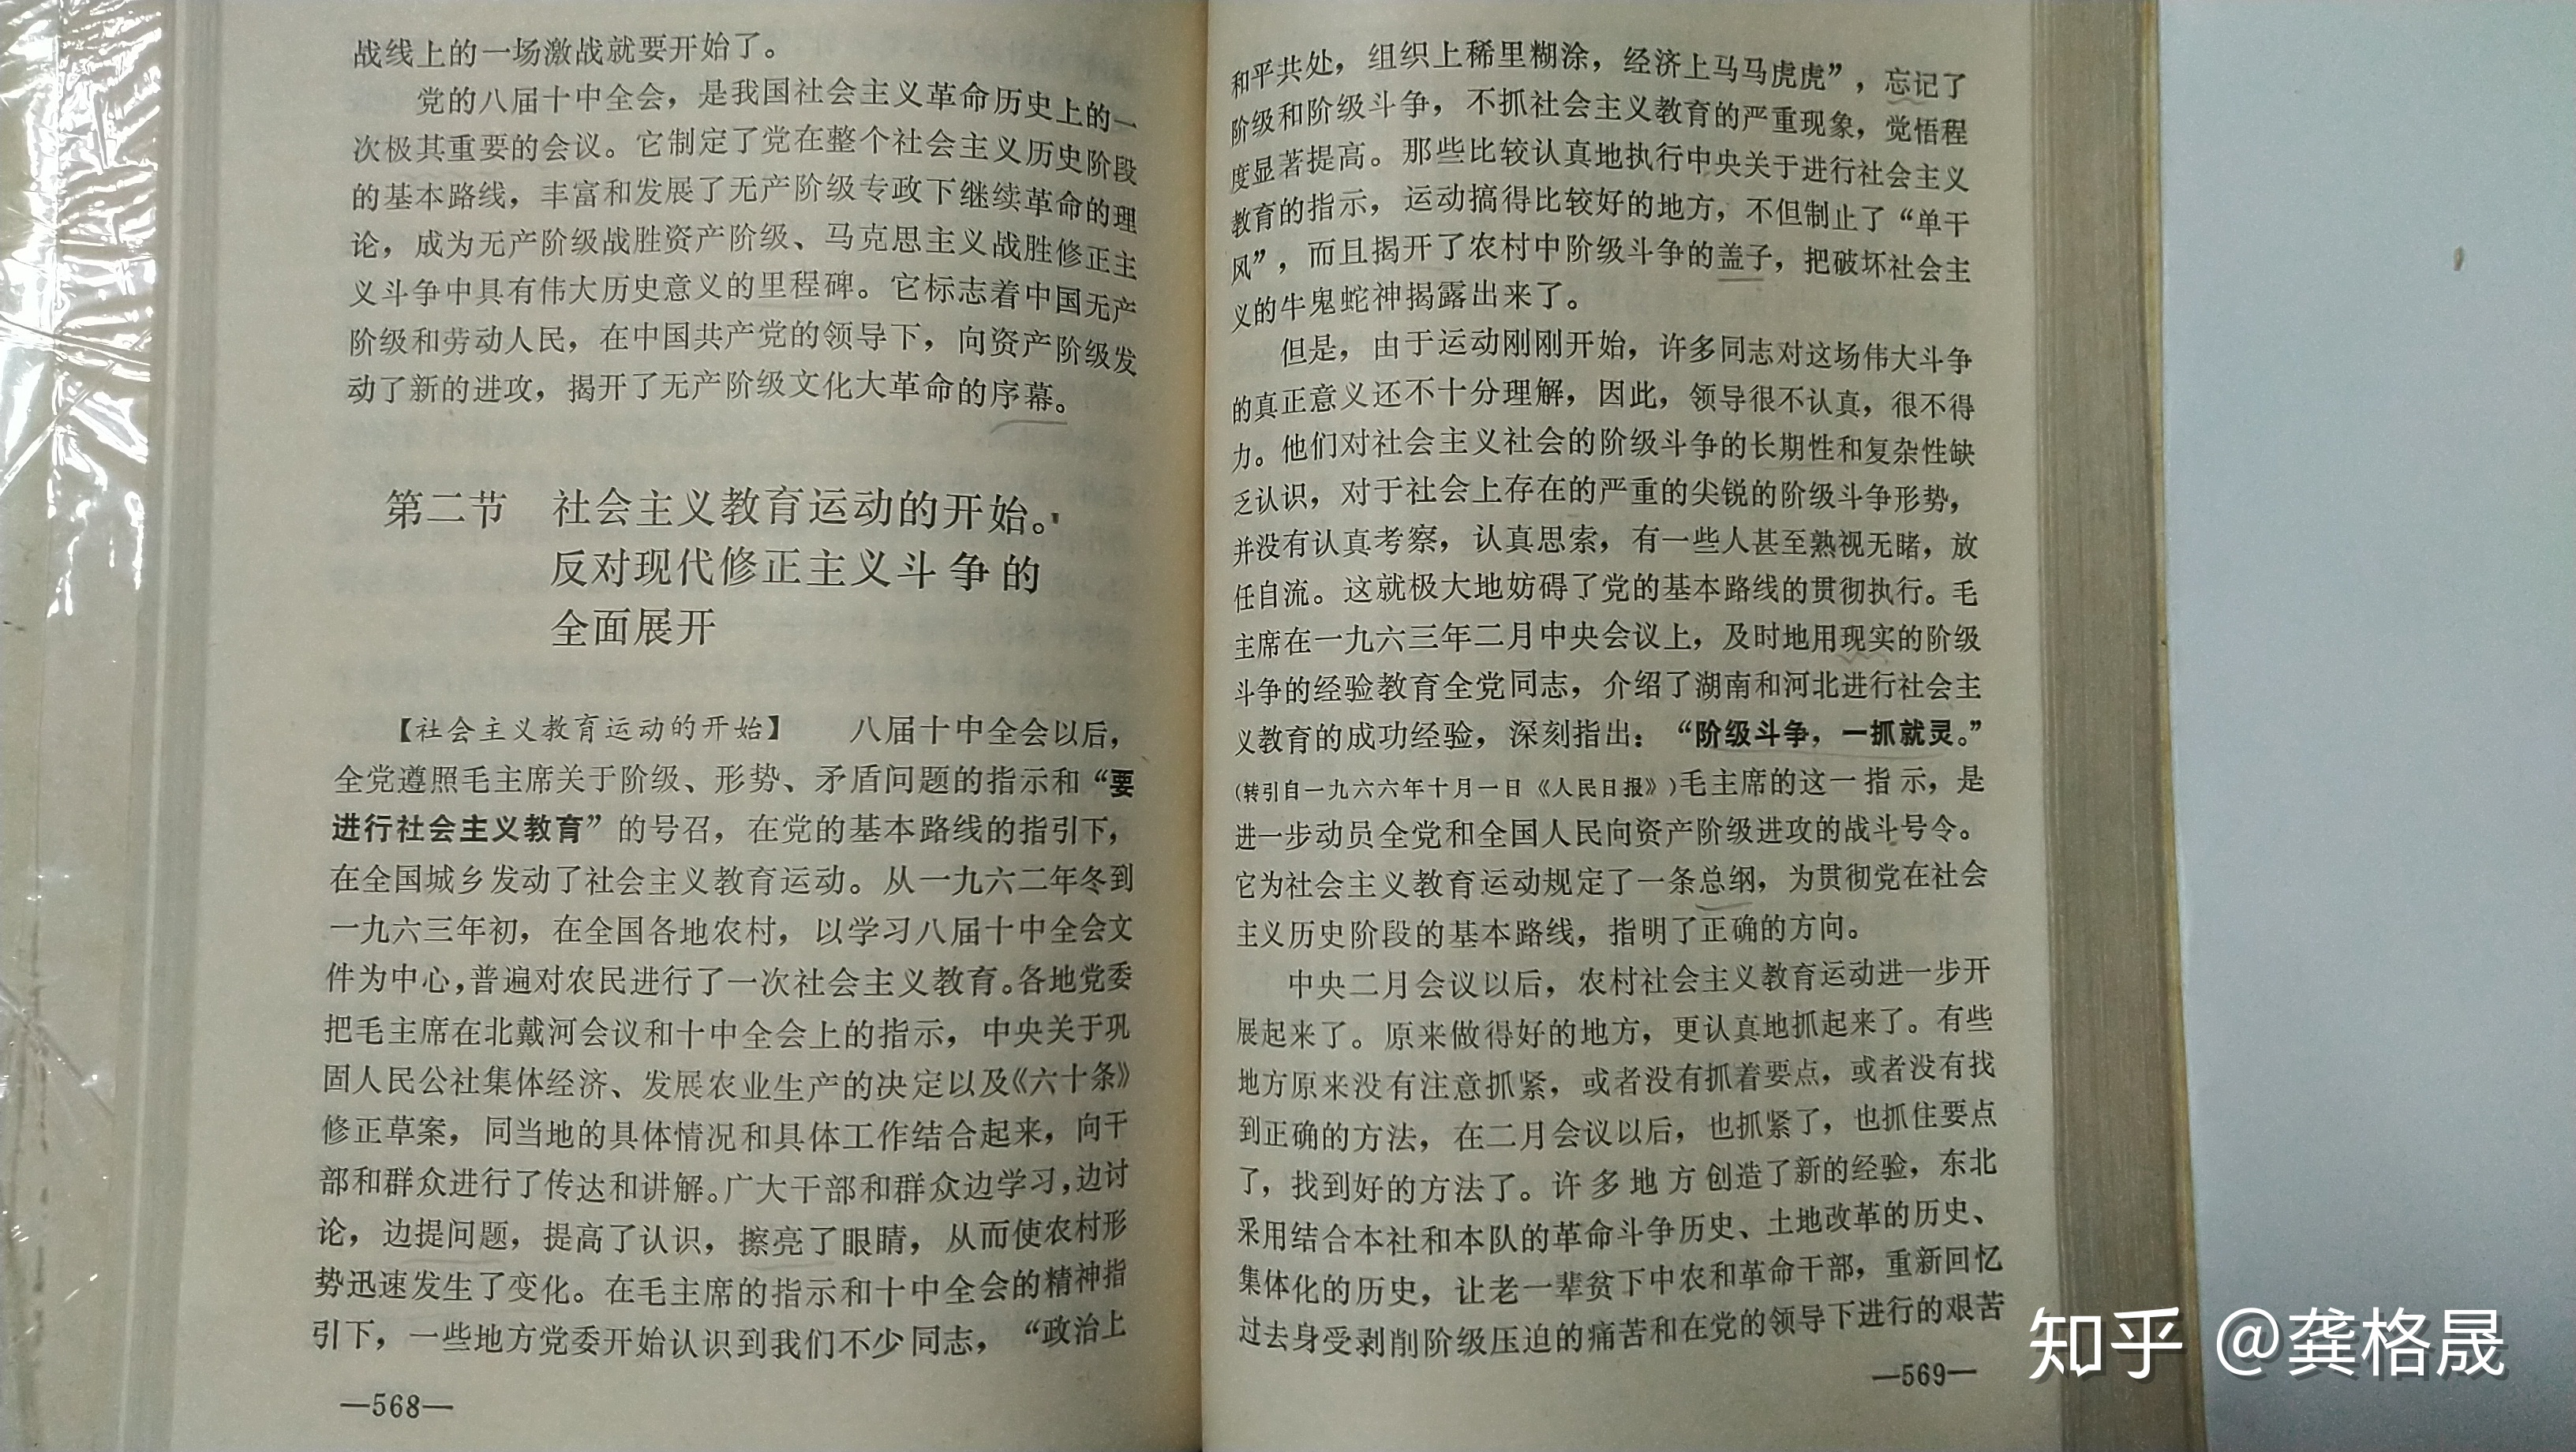 战线上的一场激战就要开始了。
党的八届十中全会，是我国社会主义革命历史上的一
次极其重要的会议。它制定了党在整个社会主义历史阶段
的基本路线，丰富和发展了无产阶级专政下继续革命的理
论，成为无产阶级战胜资产阶级、马克思主义战胜修正主
义斗争中具有伟大历史意义的里程碑。它标志着中国无产
阶级和劳动人民，在中国共产党的领导下，向资产阶级发
动了新的进攻，揭开了无产阶级文化大革命的序幕。
第二节　社会主义教育运动的开始。
反对现代修正主义斗争的
全面展开
【社会主义教育运动的开始】　八届十中全会以后，
全党遵照毛主席关于阶级、形势、矛盾问题的指示和“要
进行社会主义教育”的号召，在党的基本路线的指引下，
在全国城乡发动了社会主义教育运动。从一九六二年冬到
一九六三年初，在全国各地农村，以学习八届十中全会文
件为中心，普遍对农民进行了一次社会主义教育。各地党委
把毛主席在北戴河会议和十中全会上的指示，中央关于巩
固人民公社集体经济、发展农业生产的决定以及《六十条》
修正草案，同当地的具体情况和具体工作结合起来，向干
部和群众进行了传达和讲解。广大干部和群众边学习，边讨
论，边提问题，提高了认识，擦亮了眼睛，从而使农村形
势迅速发生了变化。在毛主席的指示和十中全会的精神指
引下，一些地方党委开始认识到我们不少同志，“政治上
—568—
和平共处，组织上稀里糊涂，经济上马马虎虎”，忘记了
阶级和阶级斗争，不抓社会主义教育的严重现象，觉悟程
度显著提高。那些比较认真地执行中央关于进行社会主义
教育的指示，运动搞得比较好的地方，不但制止了“单干
风”，而且揭开了农村中阶级斗争的盖子，把破坏社会主
义的牛鬼蛇神揭露出来了。
但是，由于运动刚刚开始，许多同志对这场伟大斗争
的真正意义还不十分理解，因此，领导很不认真，很不得
力。他们对社会主义社会的阶级斗争的长期性和复杂性缺
乏认识，对于社会上存在的严重的尖锐的阶级斗争形势，
并没有认真考察，认真思索，有一些人甚至熟视无睹，放
任自流。这就极大地妨碍了党的基本路线的贯彻执行。毛
主席在一九六三年二月中央会议上，及时地用现实的阶级
斗争的经验教育全党同志，介绍了湖南和河北进行社会主
义教育的成功经验，深刻指出：“阶级斗争，一抓就灵。”
（转引自一九六六年十月一日《人民日报》）毛主席的这一指示，是
进一步动员全党和全国人民向资产阶级进攻的战斗号令。
它为社会主义教育运动规定了一条总纲，为贯彻党在社会
主义历史阶段的基本路线，指明了正确的方向。
中央二月会议以后，农村社会主义教育运动进一步开
展起来了。原来做得好的地方，更认真地抓起来了。有些
地方原来没有注意抓紧，或者没有抓着要点，或者没有找
到正确的方法，在二月会议以后，也抓紧了，也抓住要点
了，找到好的方法了。许多地方创造了新的经验，东北
采用结合本社和本队的革命斗争历史、土地改革的历史、
集体化的历史，让老一辈贫下中农和革命干部，重新回忆
过去身受剥削阶级压迫的痛苦和在党的领导下进行的艰苦
—569—
知乎 @龚格晟